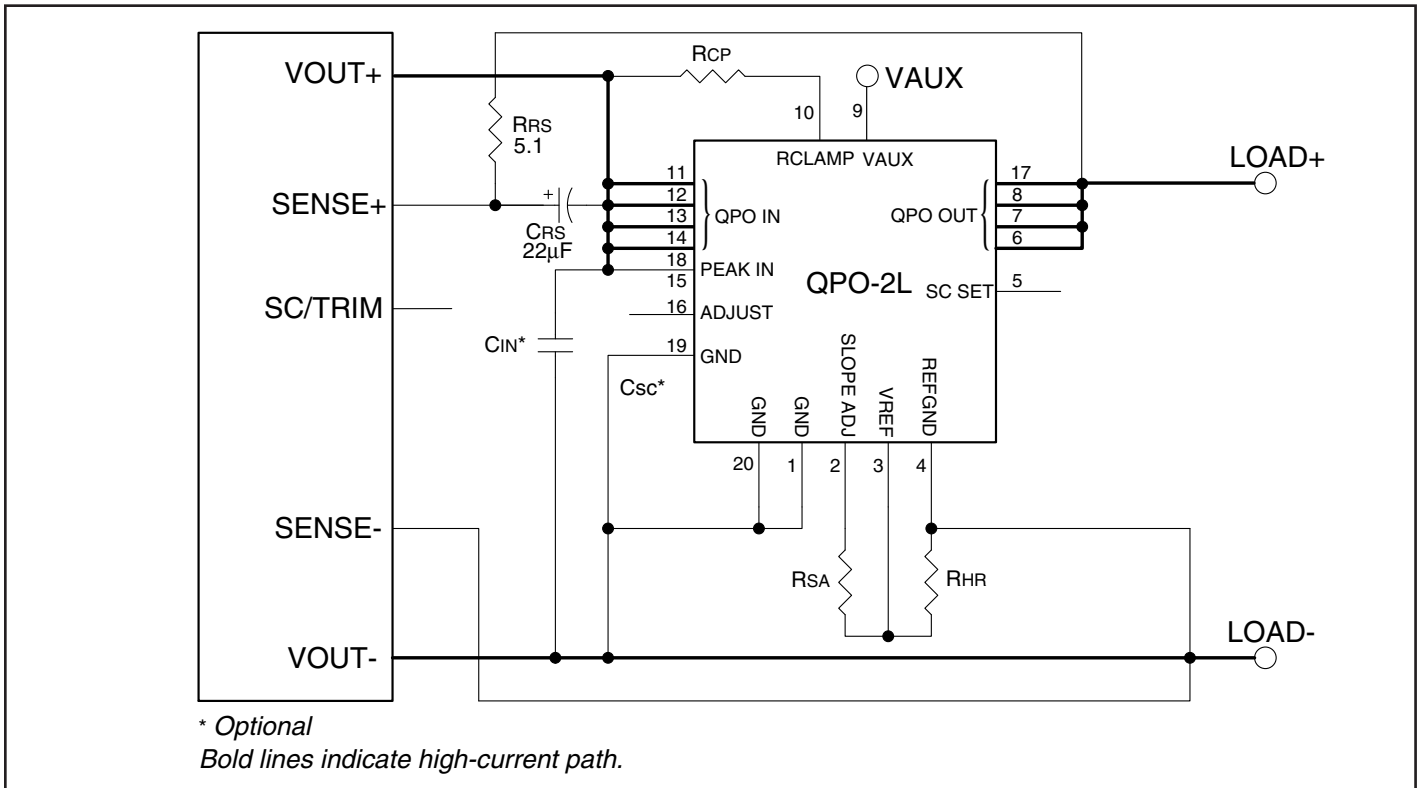 VOUT+
RCP
VAUX
10
9
RRS
5.1
RCLAMP
VAUX
LOAD+
11
12
13
14
QPO IN
17
8
7
6
QPO OUT
SENSE+
+
CRS
22µF
18
PEAK IN
15
QPO-2L
SC SET
5
SC/TRIM
16
ADJUST
CIN*
19
GND
Csc*
GND
GND
SLOPE ADJ
VREF
REFGND
20
1
2
3
4
SENSE-
RSA
RHR
VOUT-
LOAD-
* Optional
Bold lines indicate high-current path.